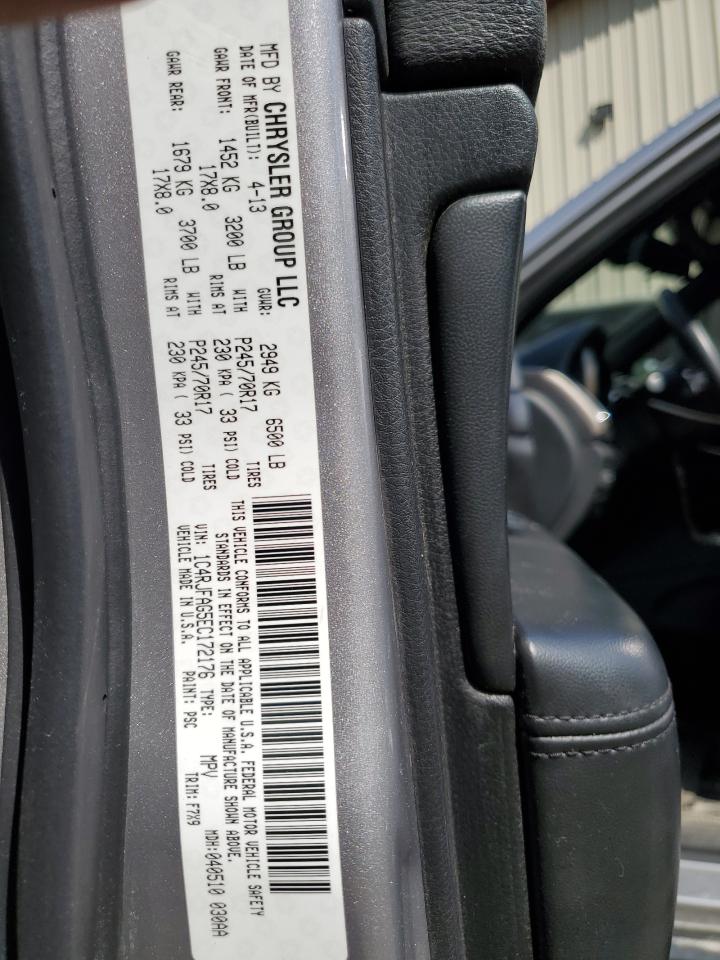 MFD BY CHRYSLER GROUP LLC
DATE OF MFR(BUILT): 4-13 GVWR: 2949 KG 6500 LB
GAWR FRONT: 1452 KG 3200 LB WITH P245/70R17 TIRES
17X8.0 RIMS AT 230 KPA ( 33 PSI) COLD
GAWR REAR: 1679 KG 3700 LB WITH P245/70R17 TIRES
17X8.0 RIMS AT 230 KPA ( 33 PSI) COLD
THIS VEHICLE CONFORMS TO ALL APPLICABLE U.S.A. FEDERAL MOTOR VEHICLE SAFETY
STANDARDS IN EFFECT ON THE DATE OF MANUFACTURE SHOWN ABOVE.
VIN: 1C4RJFAG5EC172176 TYPE: MPV MDH:040510 030AA
VEHICLE MADE IN U.S.A. PAINT: PSC TRIM: F7X9